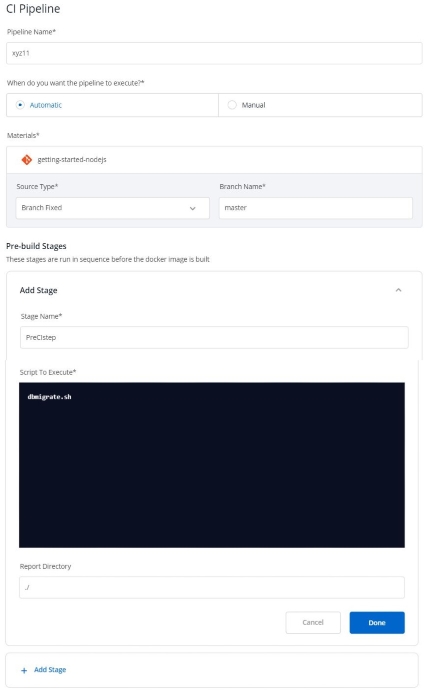 CI Pipeline
Pipeline Name*
xyz11
When do you want the pipeline to execute?*
Automatic
Manual
Materials*
getting-started-nodejs
Source Type*
Branch Name*
Branch Fixed
master
Pre-build Stages
These stages are run in sequence before the docker image is built
Add Stage
Stage Name*
PreCIstep
Script To Execute*
dbmigrate.sh
Report Directory
./
Cancel
Done
+ Add Stage